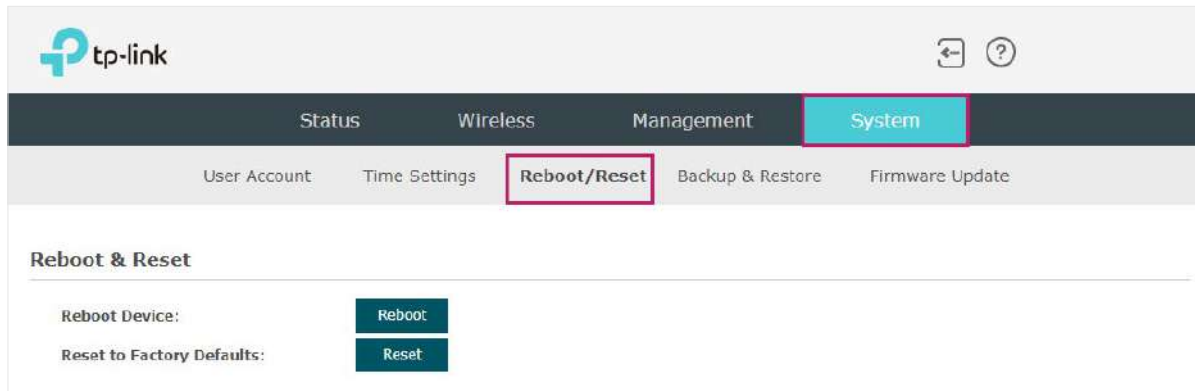 tp-link
Status Wireless Management System
User Account Time Settings Reboot/Reset Backup & Restore Firmware Update
Reboot & Reset
Reboot Device: Reboot
Reset to Factory Defaults: Reset